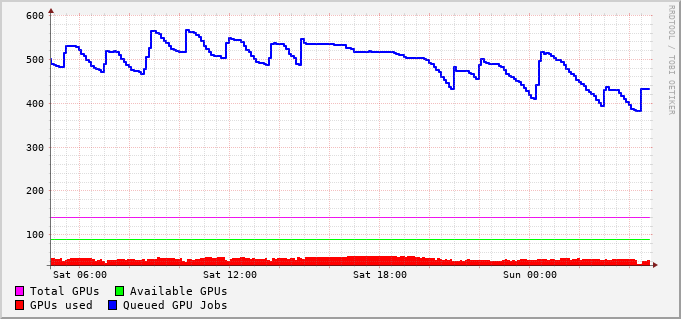 600
500
400
300
200
100
Sat 06:00 Sat 12:00 Sat 18:00 Sun 00:00
Total GPUs Available GPUs
GPUs used Queued GPU Jobs
RRDTOOL / TOBI OETIKER